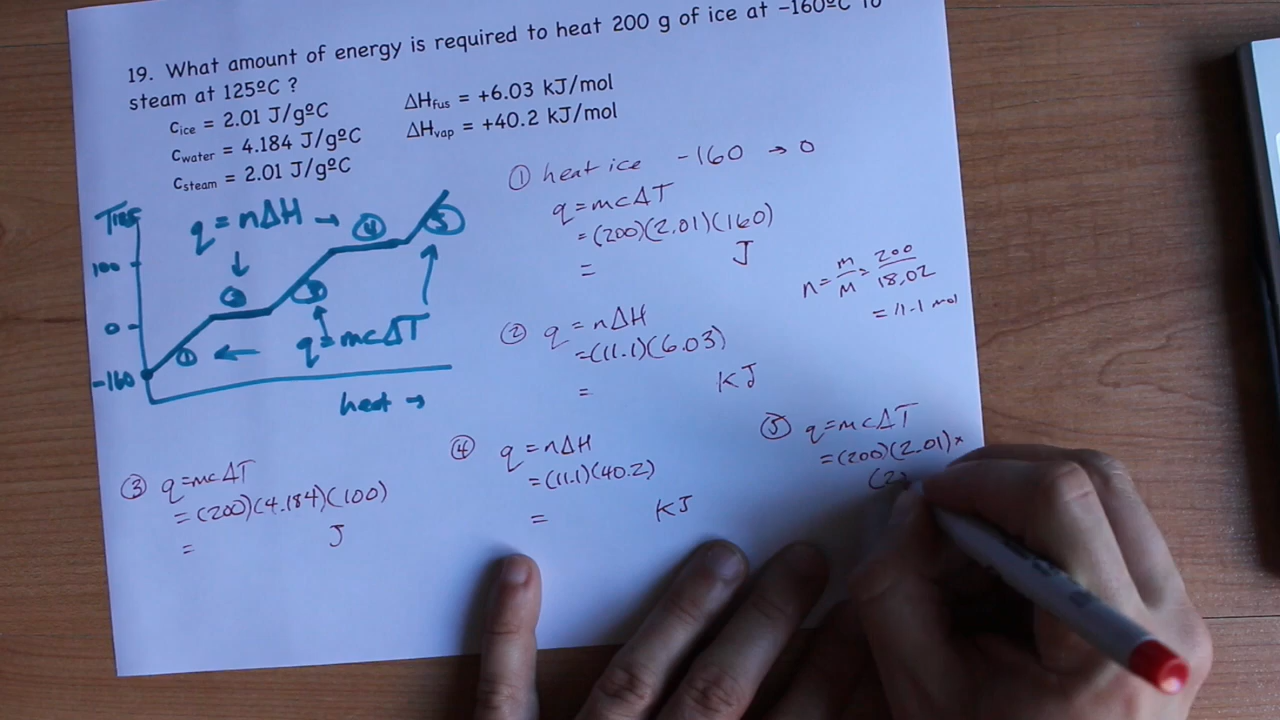 19. What amount of energy is required to heat 200 g of ice at -160ºC to
steam at 125ºC ?
Cice = 2.01 J/gºC
Cwater = 4.184 J/gºC
Csteam = 2.01 J/gºC
ΔHfus = +6.03 kJ/mol
ΔHvap = +40.2 kJ/mol
100
0
-160
q = nΔH →
↓
①
②
③
④
⑤
←
q = mcΔT
heat →
① heat ice -160 → 0
q = mcΔT
= (200)(2.01)(160)
= J
n = m/M = 200/18.02
= 11.1 mol
② q = nΔH
= (11.1)(6.03)
= kJ
③ q = mcΔT
= (200)(4.184)(100)
= J
④ q = nΔH
= (11.1)(40.2)
= kJ
⑤ q = mcΔT
= (200)(2.01)×
(2